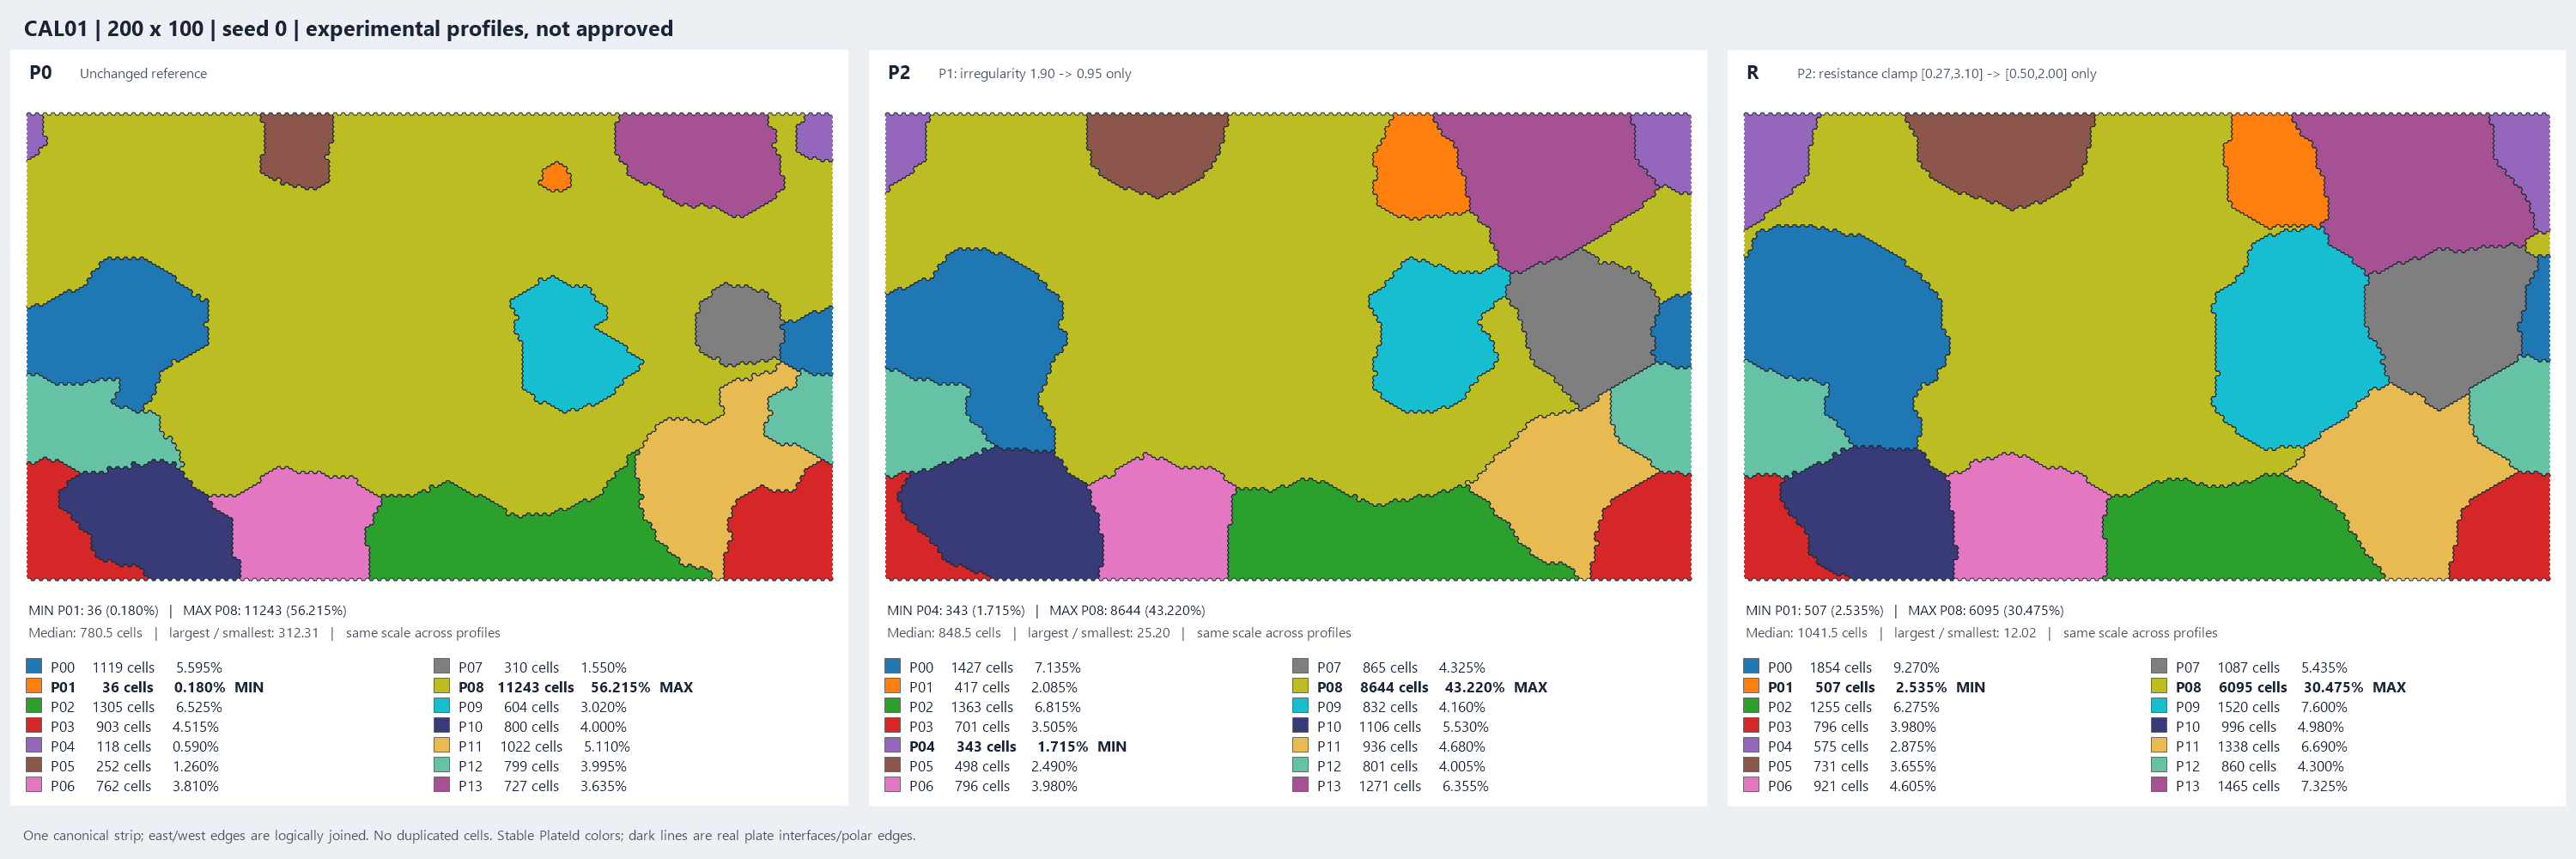 CAL01 | 200 x 100 | seed 0 | experimental profiles, not approved
P0 Unchanged reference
MIN P01: 36 (0.180%) | MAX P08: 11243 (56.215%)
Median: 780.5 cells | largest / smallest: 312.31 | same scale across profiles
P00 1119 cells 5.595%
P01 36 cells 0.180% MIN
P02 1305 cells 6.525%
P03 903 cells 4.515%
P04 118 cells 0.590%
P05 252 cells 1.260%
P06 762 cells 3.810%
P07 310 cells 1.550%
P08 11243 cells 56.215% MAX
P09 604 cells 3.020%
P10 800 cells 4.000%
P11 1022 cells 5.110%
P12 799 cells 3.995%
P13 727 cells 3.635%
P2 P1: irregularity 1.90 -> 0.95 only
MIN P04: 343 (1.715%) | MAX P08: 8644 (43.220%)
Median: 848.5 cells | largest / smallest: 25.20 | same scale across profiles
P00 1427 cells 7.135%
P01 417 cells 2.085%
P02 1363 cells 6.815%
P03 701 cells 3.505%
P04 343 cells 1.715% MIN
P05 498 cells 2.490%
P06 796 cells 3.980%
P07 865 cells 4.325%
P08 8644 cells 43.220% MAX
P09 832 cells 4.160%
P10 1106 cells 5.530%
P11 936 cells 4.680%
P12 801 cells 4.005%
P13 1271 cells 6.355%
R P2: resistance clamp [0.27,3.10] -> [0.50,2.00] only
MIN P01: 507 (2.535%) | MAX P08: 6095 (30.475%)
Median: 1041.5 cells | largest / smallest: 12.02 | same scale across profiles
P00 1854 cells 9.270%
P01 507 cells 2.535% MIN
P02 1255 cells 6.275%
P03 796 cells 3.980%
P04 575 cells 2.875%
P05 731 cells 3.655%
P06 921 cells 4.605%
P07 1087 cells 5.435%
P08 6095 cells 30.475% MAX
P09 1520 cells 7.600%
P10 996 cells 4.980%
P11 1338 cells 6.690%
P12 860 cells 4.300%
P13 1465 cells 7.325%
One canonical strip; east/west edges are logically joined. No duplicated cells. Stable PlateId colors; dark lines are real plate interfaces/polar edges.